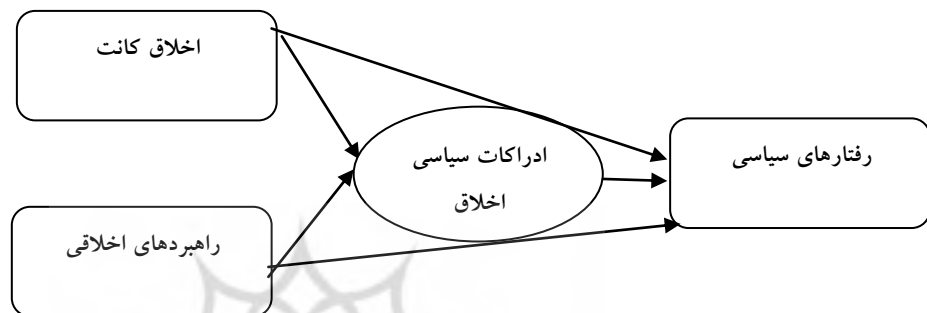 اخلاق کانت
ادراکات سیاسی
اخلاق
رفتارهای سیاسی
راهبردهای اخلاقی